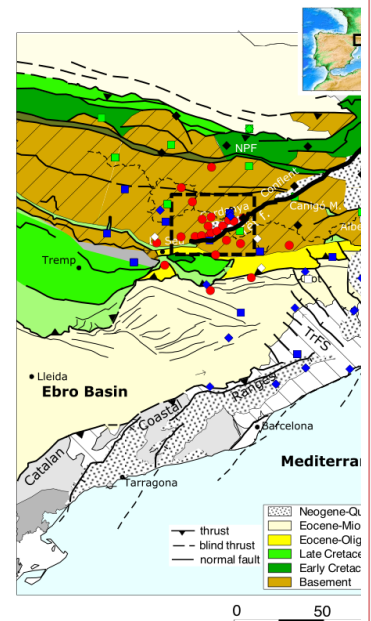 NPF
Conflent
Canigó M.
Tremp
Lleida
Ebro Basin
TrFS
Coastal
Ranges
Catalan
Barcelona
Tarragona
Mediterra
thrust
blind thrust
normal fault
Neogene-Qu
Eocene-Mio
Eocene-Olig
Late Cretace
Early Cretac
Basement
0 50